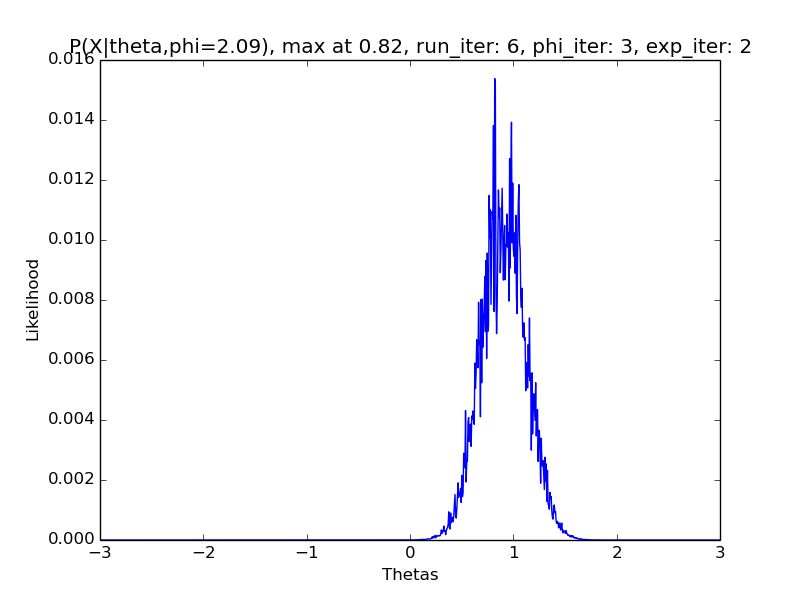 P(X|theta,phi=2.09), max at 0.82, run_iter: 6, phi_iter: 3, exp_iter: 2
0.016
0.014
0.012
0.010
0.008
0.006
0.004
0.002
0.000
Likelihood
−3 −2 −1 0 1 2 3
Thetas